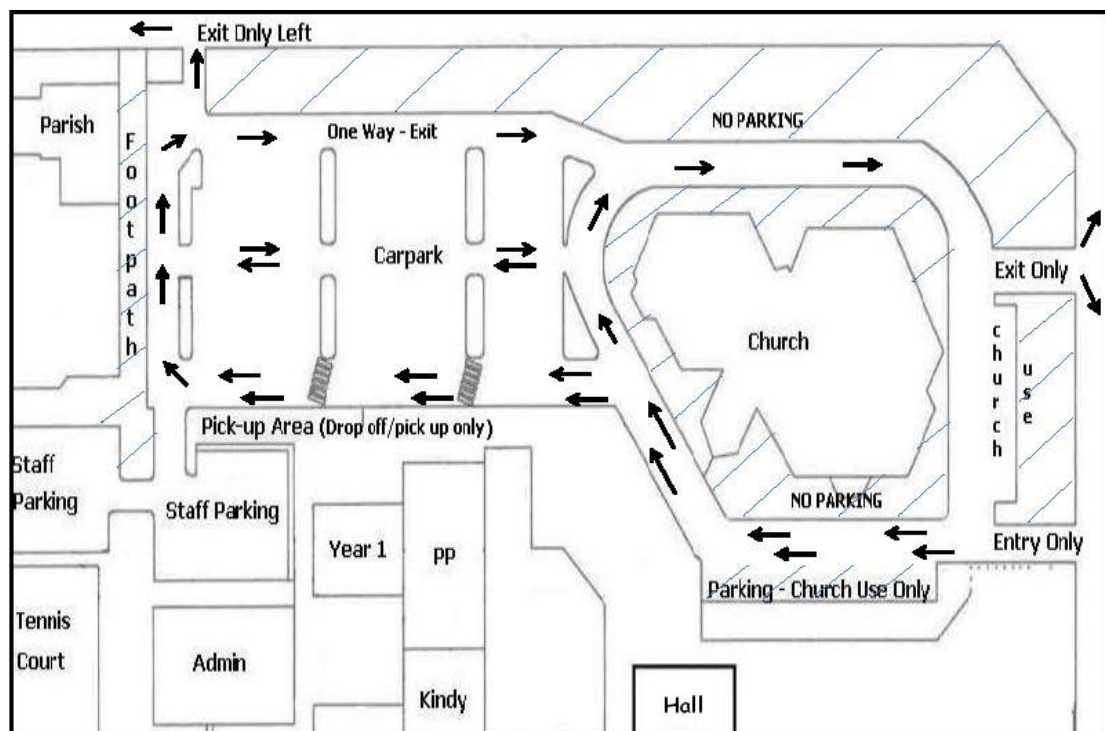 Exit Only Left
Parish
One Way - Exit
NO PARKING
Footpath
Carpark
Exit Only
Church
church
use
Pick-up Area (Drop off/pick up only)
Staff
Parking
Staff Parking
NO PARKING
Entry Only
Year 1
PP
Parking - Church Use Only
Tennis
Court
Admin
Kindy
Hall